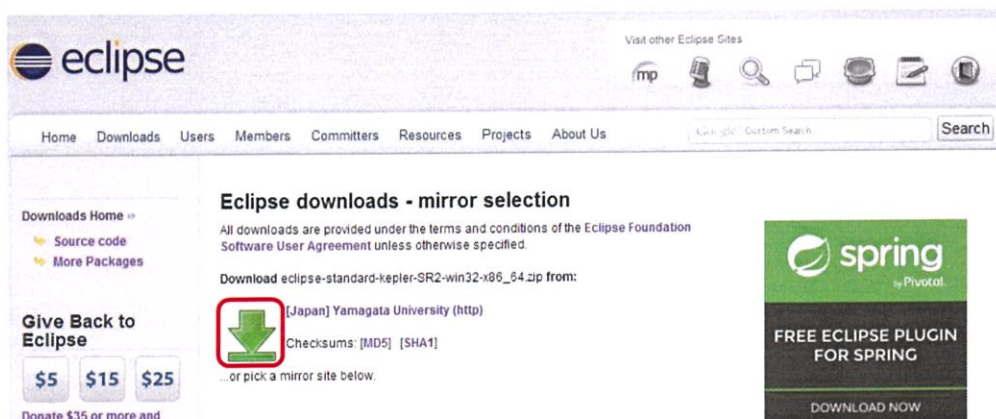 Visit other Eclipse Sites
eclipse
mp
Home Downloads Users Members Committers Resources Projects About Us
Google Custom Search
Search
Downloads Home »
Source code
More Packages
Give Back to
Eclipse
$5 $15 $25
Donate $35 or more and
Eclipse downloads - mirror selection
All downloads are provided under the terms and conditions of the Eclipse Foundation
Software User Agreement unless otherwise specified.
Download eclipse-standard-kepler-SR2-win32-x86_64.zip from:
[Japan] Yamagata University (http)
Checksums: [MD5] [SHA1]
...or pick a mirror site below.
spring
by Pivotal.
FREE ECLIPSE PLUGIN
FOR SPRING
DOWNLOAD NOW